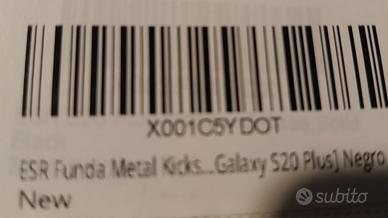 X001C5YDOT
ESR Funda Metal Kicks...Galaxy S20 Plus] Negro
New
subito